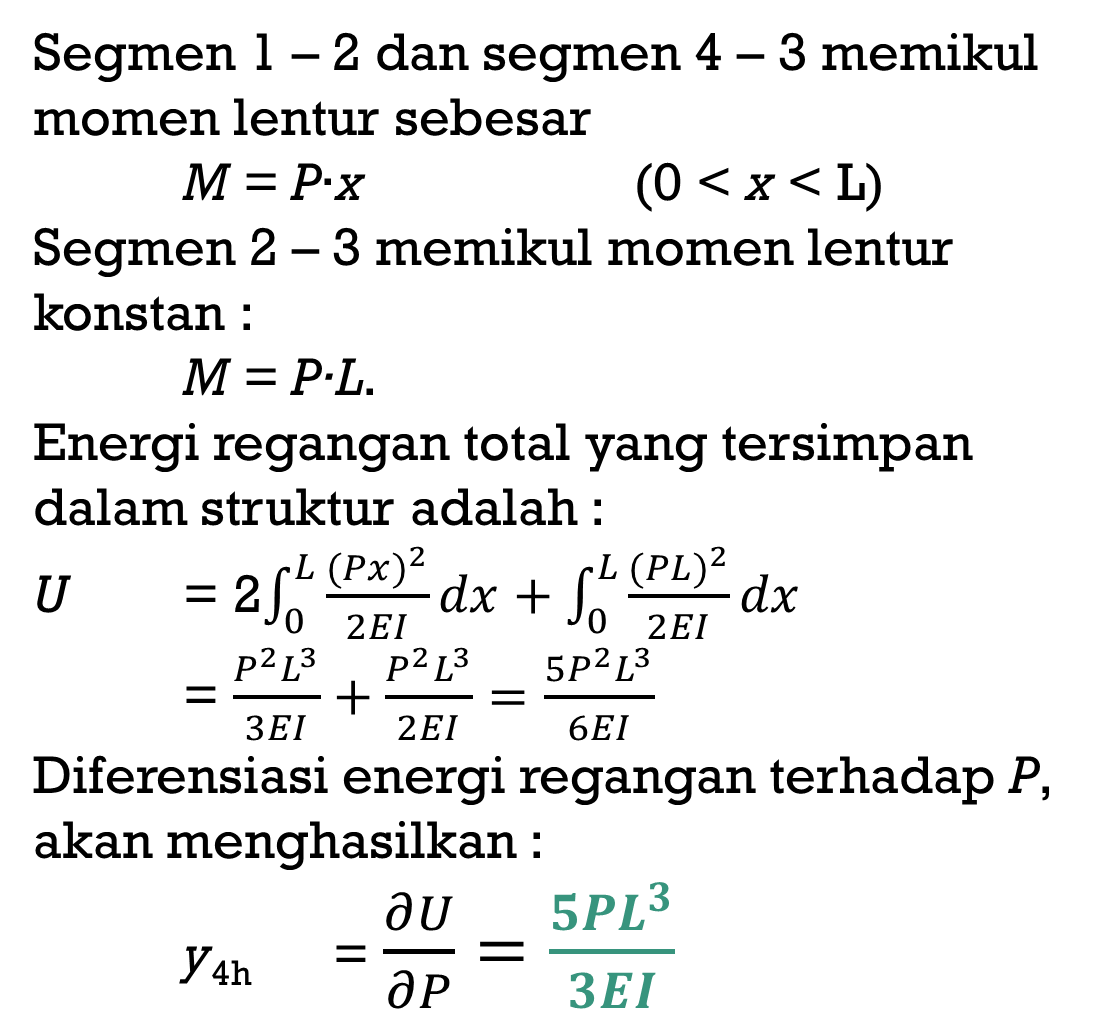 Segmen 1 – 2 dan segmen 4 – 3 memikul
momen lentur sebesar
M = P·x (0 < x < L)
Segmen 2 – 3 memikul momen lentur
konstan :
M = P·L.
Energi regangan total yang tersimpan
dalam struktur adalah :
U = 2∫₀ᴸ (Px)²/2EI dx + ∫₀ᴸ (PL)²/2EI dx
= P²L³/3EI + P²L³/2EI = 5P²L³/6EI
Diferensiasi energi regangan terhadap P,
akan menghasilkan :
y₄ₕ = ∂U/∂P = 5PL³/3EI